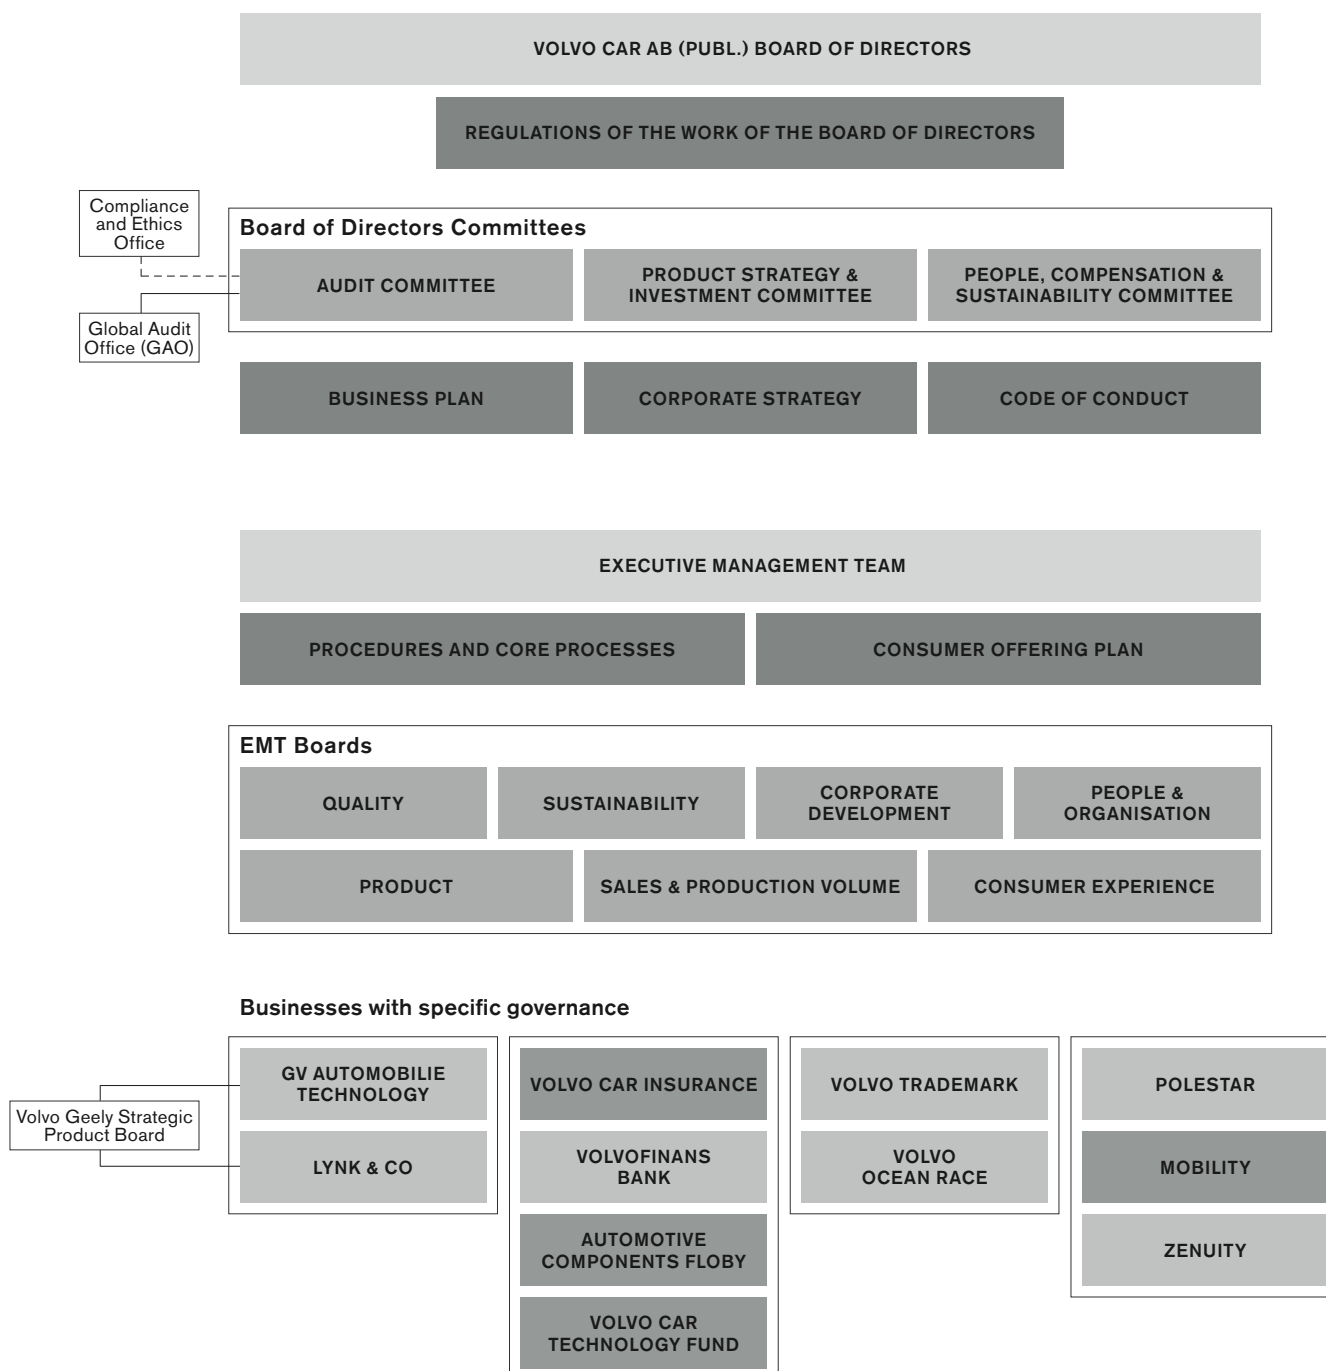 VOLVO CAR AB (PUBL.) BOARD OF DIRECTORS
REGULATIONS OF THE WORK OF THE BOARD OF DIRECTORS
Compliance
and Ethics
Office
Board of Directors Committees
AUDIT COMMITTEE
PRODUCT STRATEGY &
INVESTMENT COMMITTEE
PEOPLE, COMPENSATION &
SUSTAINABILITY COMMITTEE
Global Audit
Office (GAO)
BUSINESS PLAN
CORPORATE STRATEGY
CODE OF CONDUCT
EXECUTIVE MANAGEMENT TEAM
PROCEDURES AND CORE PROCESSES
CONSUMER OFFERING PLAN
EMT Boards
QUALITY
SUSTAINABILITY
CORPORATE
DEVELOPMENT
PEOPLE &
ORGANISATION
PRODUCT
SALES & PRODUCTION VOLUME
CONSUMER EXPERIENCE
Businesses with specific governance
Volvo Geely Strategic
Product Board
GV AUTOMOBILIE
TECHNOLOGY
LYNK & CO
VOLVO CAR INSURANCE
VOLVOFINANS
BANK
AUTOMOTIVE
COMPONENTS FLOBY
VOLVO CAR
TECHNOLOGY FUND
VOLVO TRADEMARK
VOLVO
OCEAN RACE
POLESTAR
MOBILITY
ZENUITY